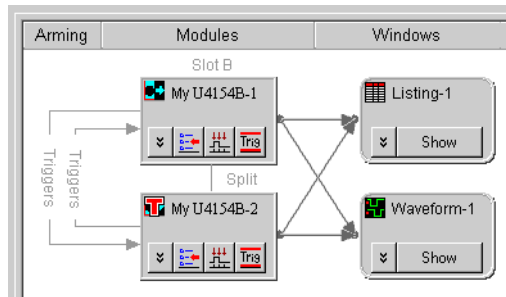 Arming Modules Windows
Slot B
My U4154B-1
Listing-1
Trig
Show
Triggers
Triggers
Split
My U4154B-2
Waveform-1
Trig
Show